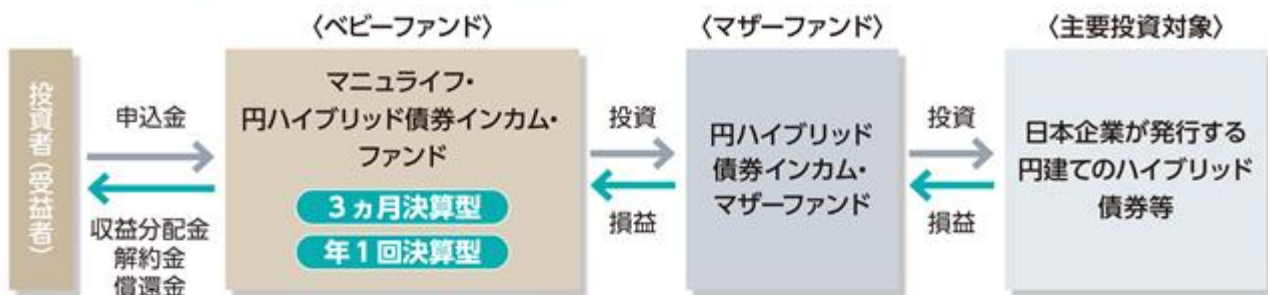 〈ベビーファンド〉
〈マザーファンド〉
〈主要投資対象〉
投資者(受益者)
申込金
収益分配金
解約金
償還金
マニュライフ・
円ハイブリッド債券インカム・
ファンド
3ヵ月決算型
年1回決算型
投資
損益
円ハイブリッド
債券インカム・
マザーファンド
投資
損益
日本企業が発行する
円建てのハイブリッド
債券等